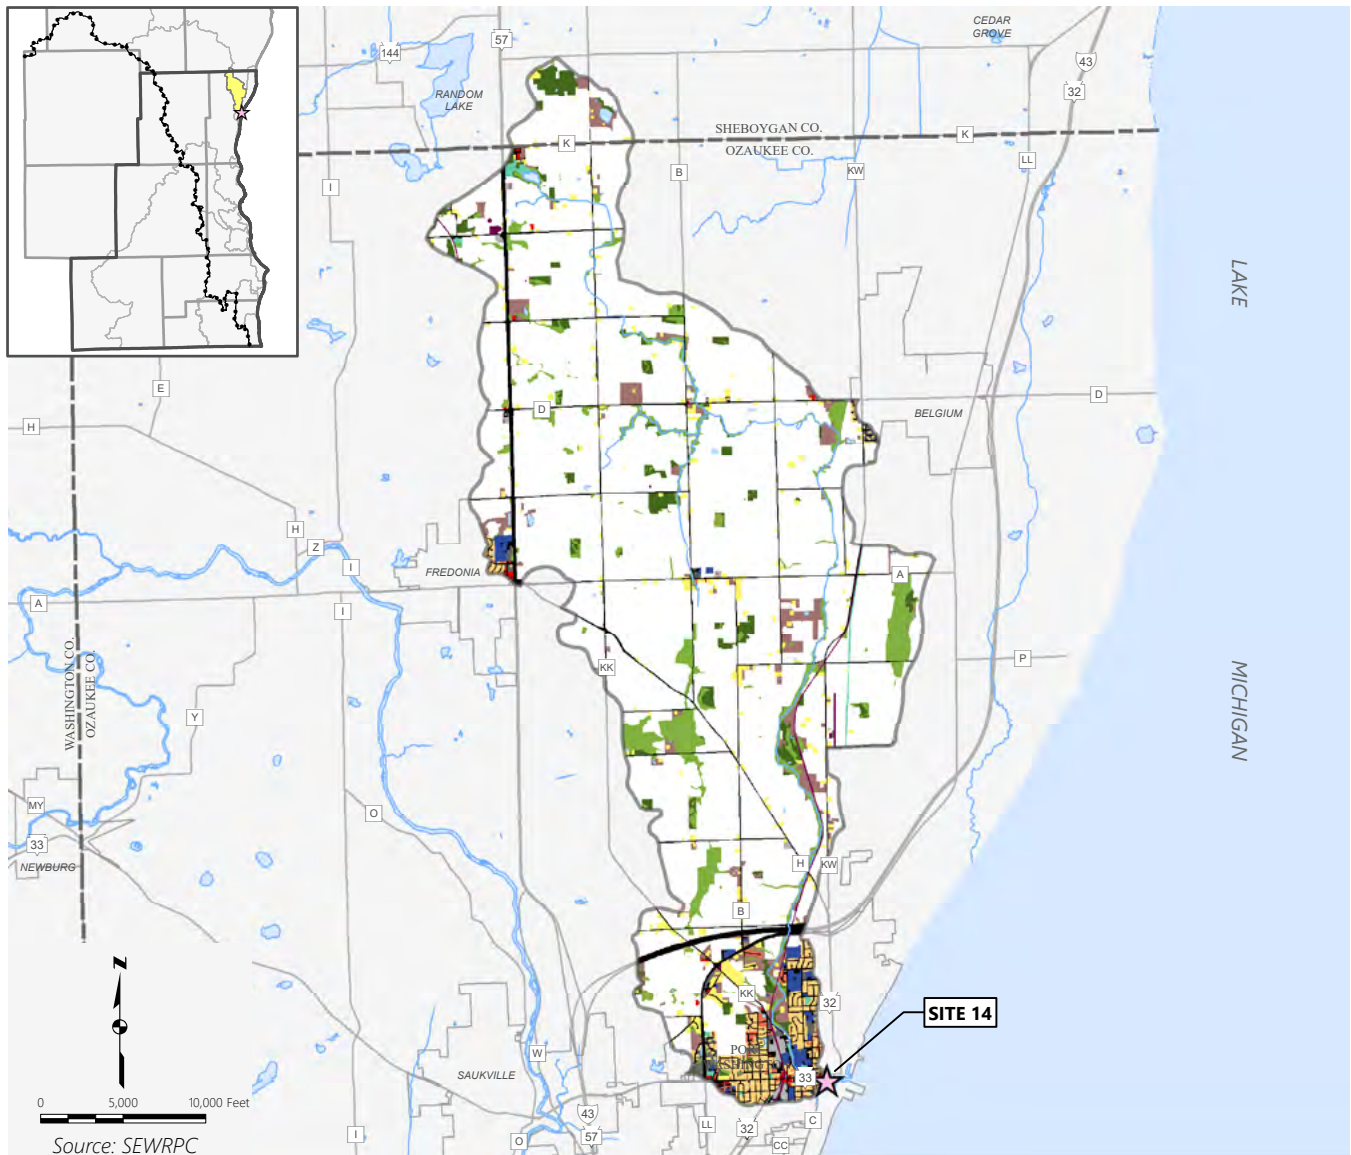 CEDAR
GROVE
57
144
43
32
RANDOM
LAKE
SHEBOYGAN CO.
OZAUKEE CO.
K
K
LL
I
B
KW
LAKE
E
D
D
BELGIUM
H
H
Z
I
FREDONIA
A
A
I
WASHINGTON CO.
OZAUKEE CO.
KK
P
MICHIGAN
Y
MY
O
33
NEWBURG
H
KW
B
N
KK
32
SITE 14
W
PORT
SAUKVILLE
33
0
5,000
10,000 Feet
43
C
LL
32
I
O
57
CC
Source: SEWRPC